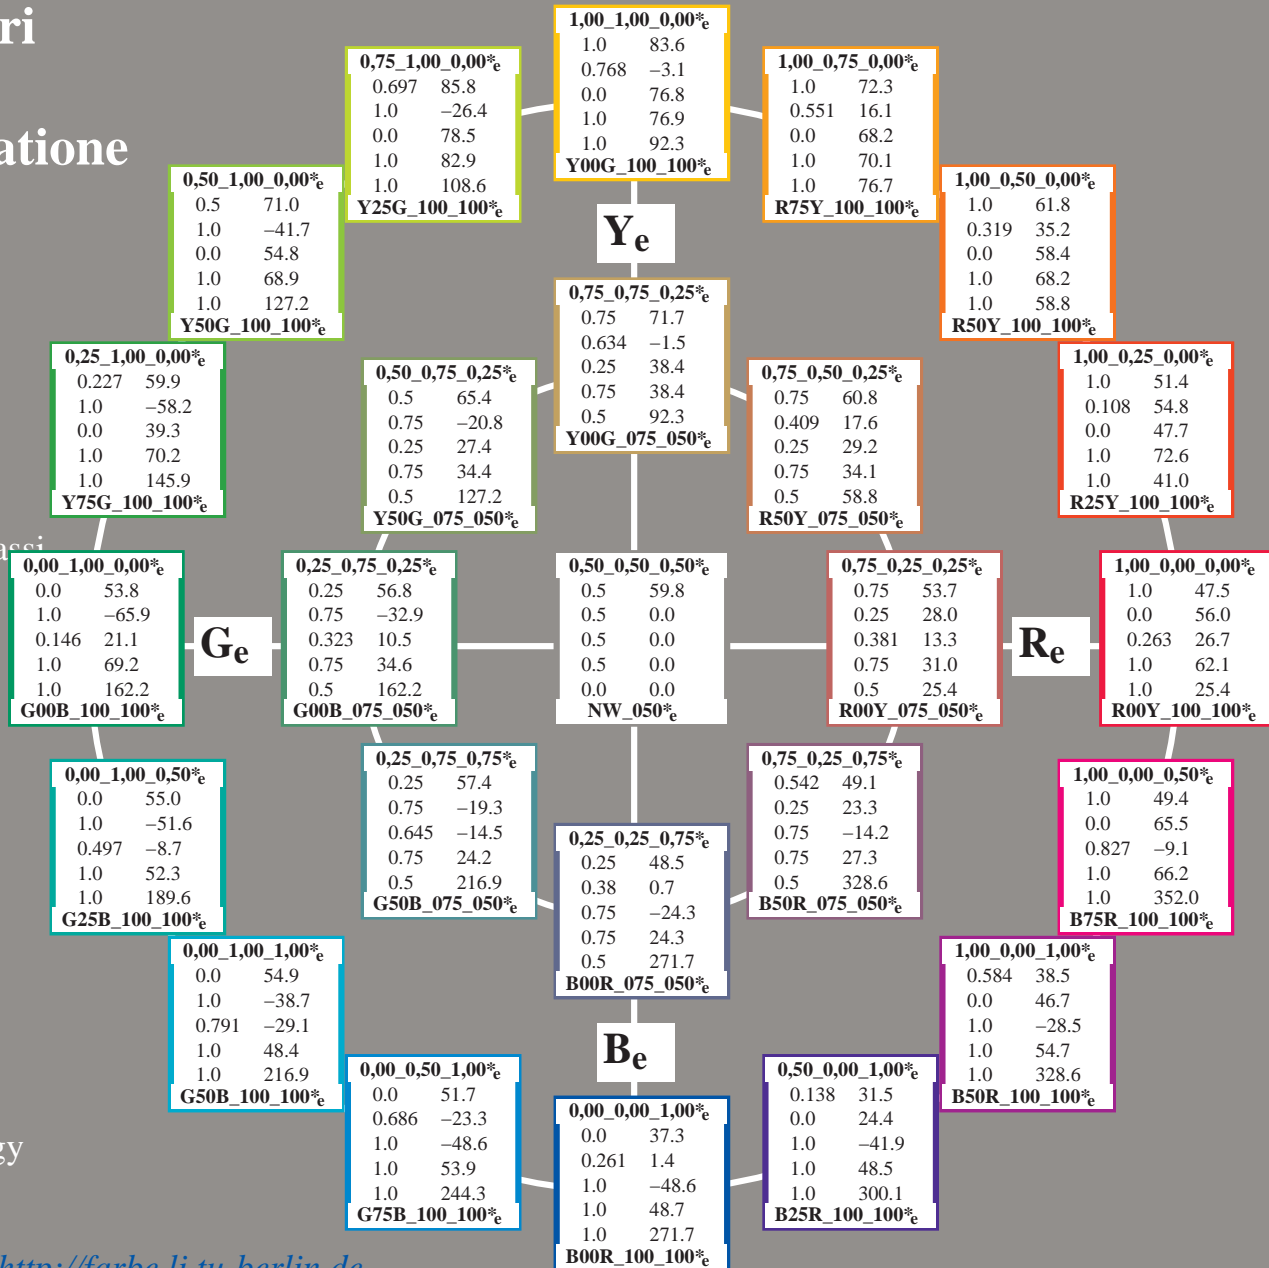 ri
atione
1,00_1,00_0,00*e
1.0 83.6
0.768 −3.1
0.0 76.8
1.0 76.9
1.0 92.3
Y00G_100_100*e
0,75_1,00_0,00*e
0.697 85.8
1.0 −26.4
0.0 78.5
1.0 82.9
1.0 108.6
Y25G_100_100*e
1,00_0,75_0,00*e
1.0 72.3
0.551 16.1
0.0 68.2
1.0 70.1
1.0 76.7
R75Y_100_100*e
0,50_1,00_0,00*e
0.5 71.0
1.0 −41.7
0.0 54.8
1.0 68.9
1.0 127.2
Y50G_100_100*e
1,00_0,50_0,00*e
1.0 61.8
0.319 35.2
0.0 58.4
1.0 68.2
1.0 58.8
R50Y_100_100*e
Ye
0,75_0,75_0,25*e
0.75 71.7
0.634 −1.5
0.25 38.4
0.75 38.4
0.5 92.3
Y00G_075_050*e
0,25_1,00_0,00*e
0.227 59.9
1.0 −58.2
0.0 39.3
1.0 70.2
1.0 145.9
Y75G_100_100*e
0,50_0,75_0,25*e
0.5 65.4
0.75 −20.8
0.25 27.4
0.75 34.4
0.5 127.2
Y50G_075_050*e
0,75_0,50_0,25*e
0.75 60.8
0.409 17.6
0.25 29.2
0.75 34.1
0.5 58.8
R50Y_075_050*e
1,00_0,25_0,00*e
1.0 51.4
0.108 54.8
0.0 47.7
1.0 72.6
1.0 41.0
R25Y_100_100*e
assi
0,00_1,00_0,00*e
0.0 53.8
1.0 −65.9
0.146 21.1
1.0 69.2
1.0 162.2
G00B_100_100*e
Ge
0,25_0,75_0,25*e
0.25 56.8
0.75 −32.9
0.323 10.5
0.75 34.6
0.5 162.2
G00B_075_050*e
0,50_0,50_0,50*e
0.5 59.8
0.5 0.0
0.5 0.0
0.5 0.0
0.0 0.0
NW_050*e
0,75_0,25_0,25*e
0.75 53.7
0.25 28.0
0.381 13.3
0.75 31.0
0.5 25.4
R00Y_075_050*e
Re
1,00_0,00_0,00*e
1.0 47.5
0.0 56.0
0.263 26.7
1.0 62.1
1.0 25.4
R00Y_100_100*e
0,00_1,00_0,50*e
0.0 55.0
1.0 −51.6
0.497 −8.7
1.0 52.3
1.0 189.6
G25B_100_100*e
0,25_0,75_0,75*e
0.25 57.4
0.75 −19.3
0.645 −14.5
0.75 24.2
0.5 216.9
G50B_075_050*e
0,75_0,25_0,75*e
0.542 49.1
0.25 23.3
0.75 −14.2
0.75 27.3
0.5 328.6
B50R_075_050*e
1,00_0,00_0,50*e
1.0 49.4
0.0 65.5
0.827 −9.1
1.0 66.2
1.0 352.0
B75R_100_100*e
0,25_0,25_0,75*e
0.25 48.5
0.38 0.7
0.75 −24.3
0.75 24.3
0.5 271.7
B00R_075_050*e
0,00_1,00_1,00*e
0.0 54.9
1.0 −38.7
0.791 −29.1
1.0 48.4
1.0 216.9
G50B_100_100*e
1,00_0,00_1,00*e
0.584 38.5
0.0 46.7
1.0 −28.5
1.0 54.7
1.0 328.6
B50R_100_100*e
Be
0,00_0,50_1,00*e
0.0 51.7
0.686 −23.3
1.0 −48.6
1.0 53.9
1.0 244.3
G75B_100_100*e
0,50_0,00_1,00*e
0.138 31.5
0.0 24.4
1.0 −41.9
1.0 48.5
1.0 300.1
B25R_100_100*e
0,00_0,00_1,00*e
0.0 37.3
0.261 1.4
1.0 −48.6
1.0 48.7
1.0 271.7
B00R_100_100*e
gy
http://farbe.li.tu-berlin.de